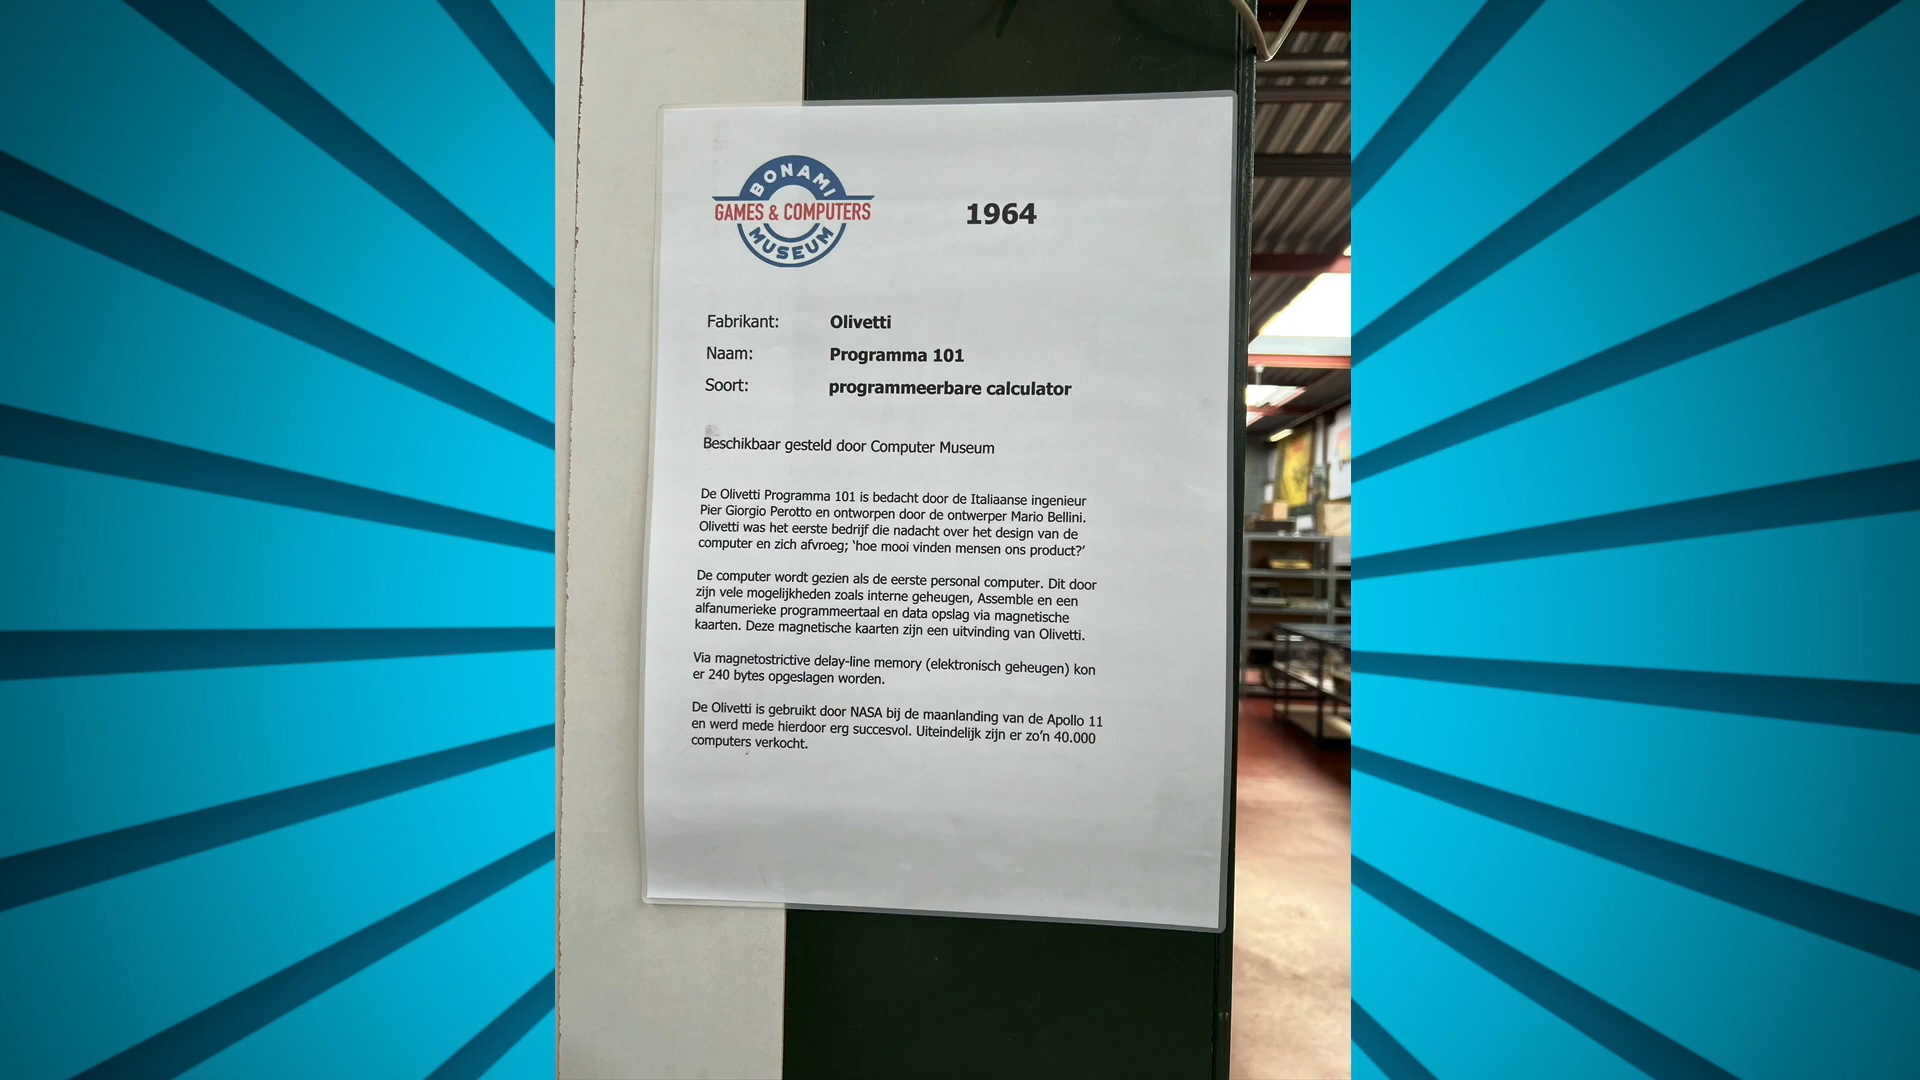 BONAMI
GAMES & COMPUTERS
MUSEUM
1964
Fabrikant: Olivetti
Naam: Programma 101
Soort: programmeerbare calculator
Beschikbaar gesteld door Computer Museum
De Olivetti Programma 101 is bedacht door de Italiaanse ingenieur
Pier Giorgio Perotto en ontworpen door de ontwerper Mario Bellini.
Olivetti was het eerste bedrijf die nadacht over het design van de
computer en zich afvroeg; ‘hoe mooi vinden mensen ons product?’
De computer wordt gezien als de eerste personal computer. Dit door
zijn vele mogelijkheden zoals interne geheugen, Assemble en een
alfanumerieke programmeertaal en data opslag via magnetische
kaarten. Deze magnetische kaarten zijn een uitvinding van Olivetti.
Via magnetostrictive delay-line memory (elektronisch geheugen) kon
er 240 bytes opgeslagen worden.
De Olivetti is gebruikt door NASA bij de maanlanding van de Apollo 11
en werd mede hierdoor erg succesvol. Uiteindelijk zijn er zo’n 40.000
computers verkocht.